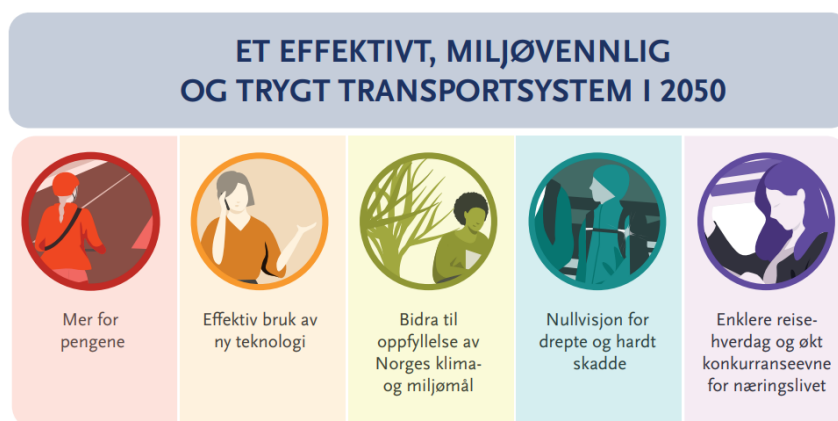 ET EFFEKTIVT, MILJØVENNLIG
OG TRYGT TRANSPORTSYSTEM I 2050
Mer for
pengene
Effektiv bruk av
ny teknologi
Bidra til
oppfyllelse av
Norges klima-
og miljømål
Nullvisjon for
drepte og hardt
skadde
Enklere reise-
hverdag og økt
konkurranseevne
for næringslivet